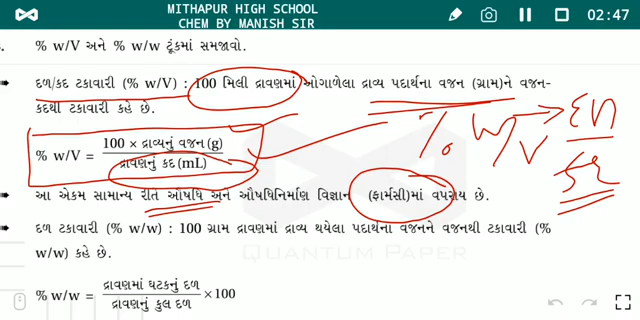 MITHAPUR HIGH SCHOOL
CHEM BY MANISH SIR
02:47
% w/V અને % w/w ટૂંકમાં સમજાવો.
દળ/કદ ટકાવારી (% w/V) : 100 મિલી દ્રાવણમાં ઓગાળેલા દ્રાવ્ય પદાર્થના વજન (ગ્રામ)ને વજન-
કદથી ટકાવારી કહે છે.
% w/V = 100 × દ્રાવ્યનું વજન (g)
દ્રાવણનું કદ (mL)
% W/V
દળ
કદ
આ એકમ સામાન્ય રીતે ઔષધિ અને ઔષધિનિર્માણ વિજ્ઞાન (ફાર્મસી)માં વપરાય છે.
દળ ટકાવારી (% w/w) : 100 ગ્રામ દ્રાવણમાં દ્રાવ્ય થયેલા પદાર્થના વજનને વજનથી ટકાવારી (%
w/w) કહે છે.
QUANTUM PAPER
% w/w = દ્રાવણમાં ઘટકનું દળ
દ્રાવણનું કુલ દળ ×100